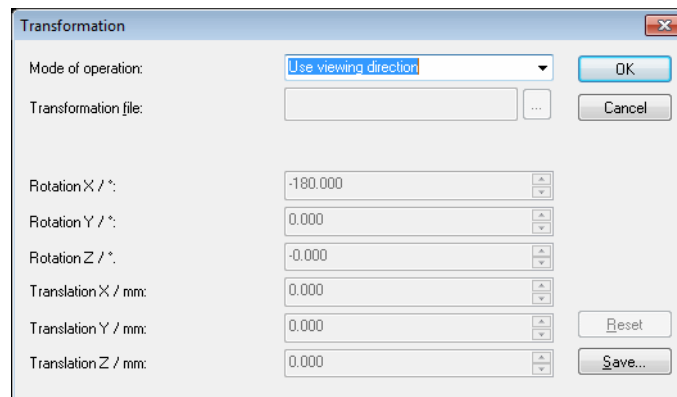 Transformation
Mode of operation: Use viewing direction OK
Transformation file: ... Cancel
Rotation X / °: -180.000
Rotation Y / °: 0.000
Rotation Z / °. -0.000
Translation X / mm: 0.000
Translation Y / mm: 0.000 Reset
Translation Z / mm: 0.000 Save...